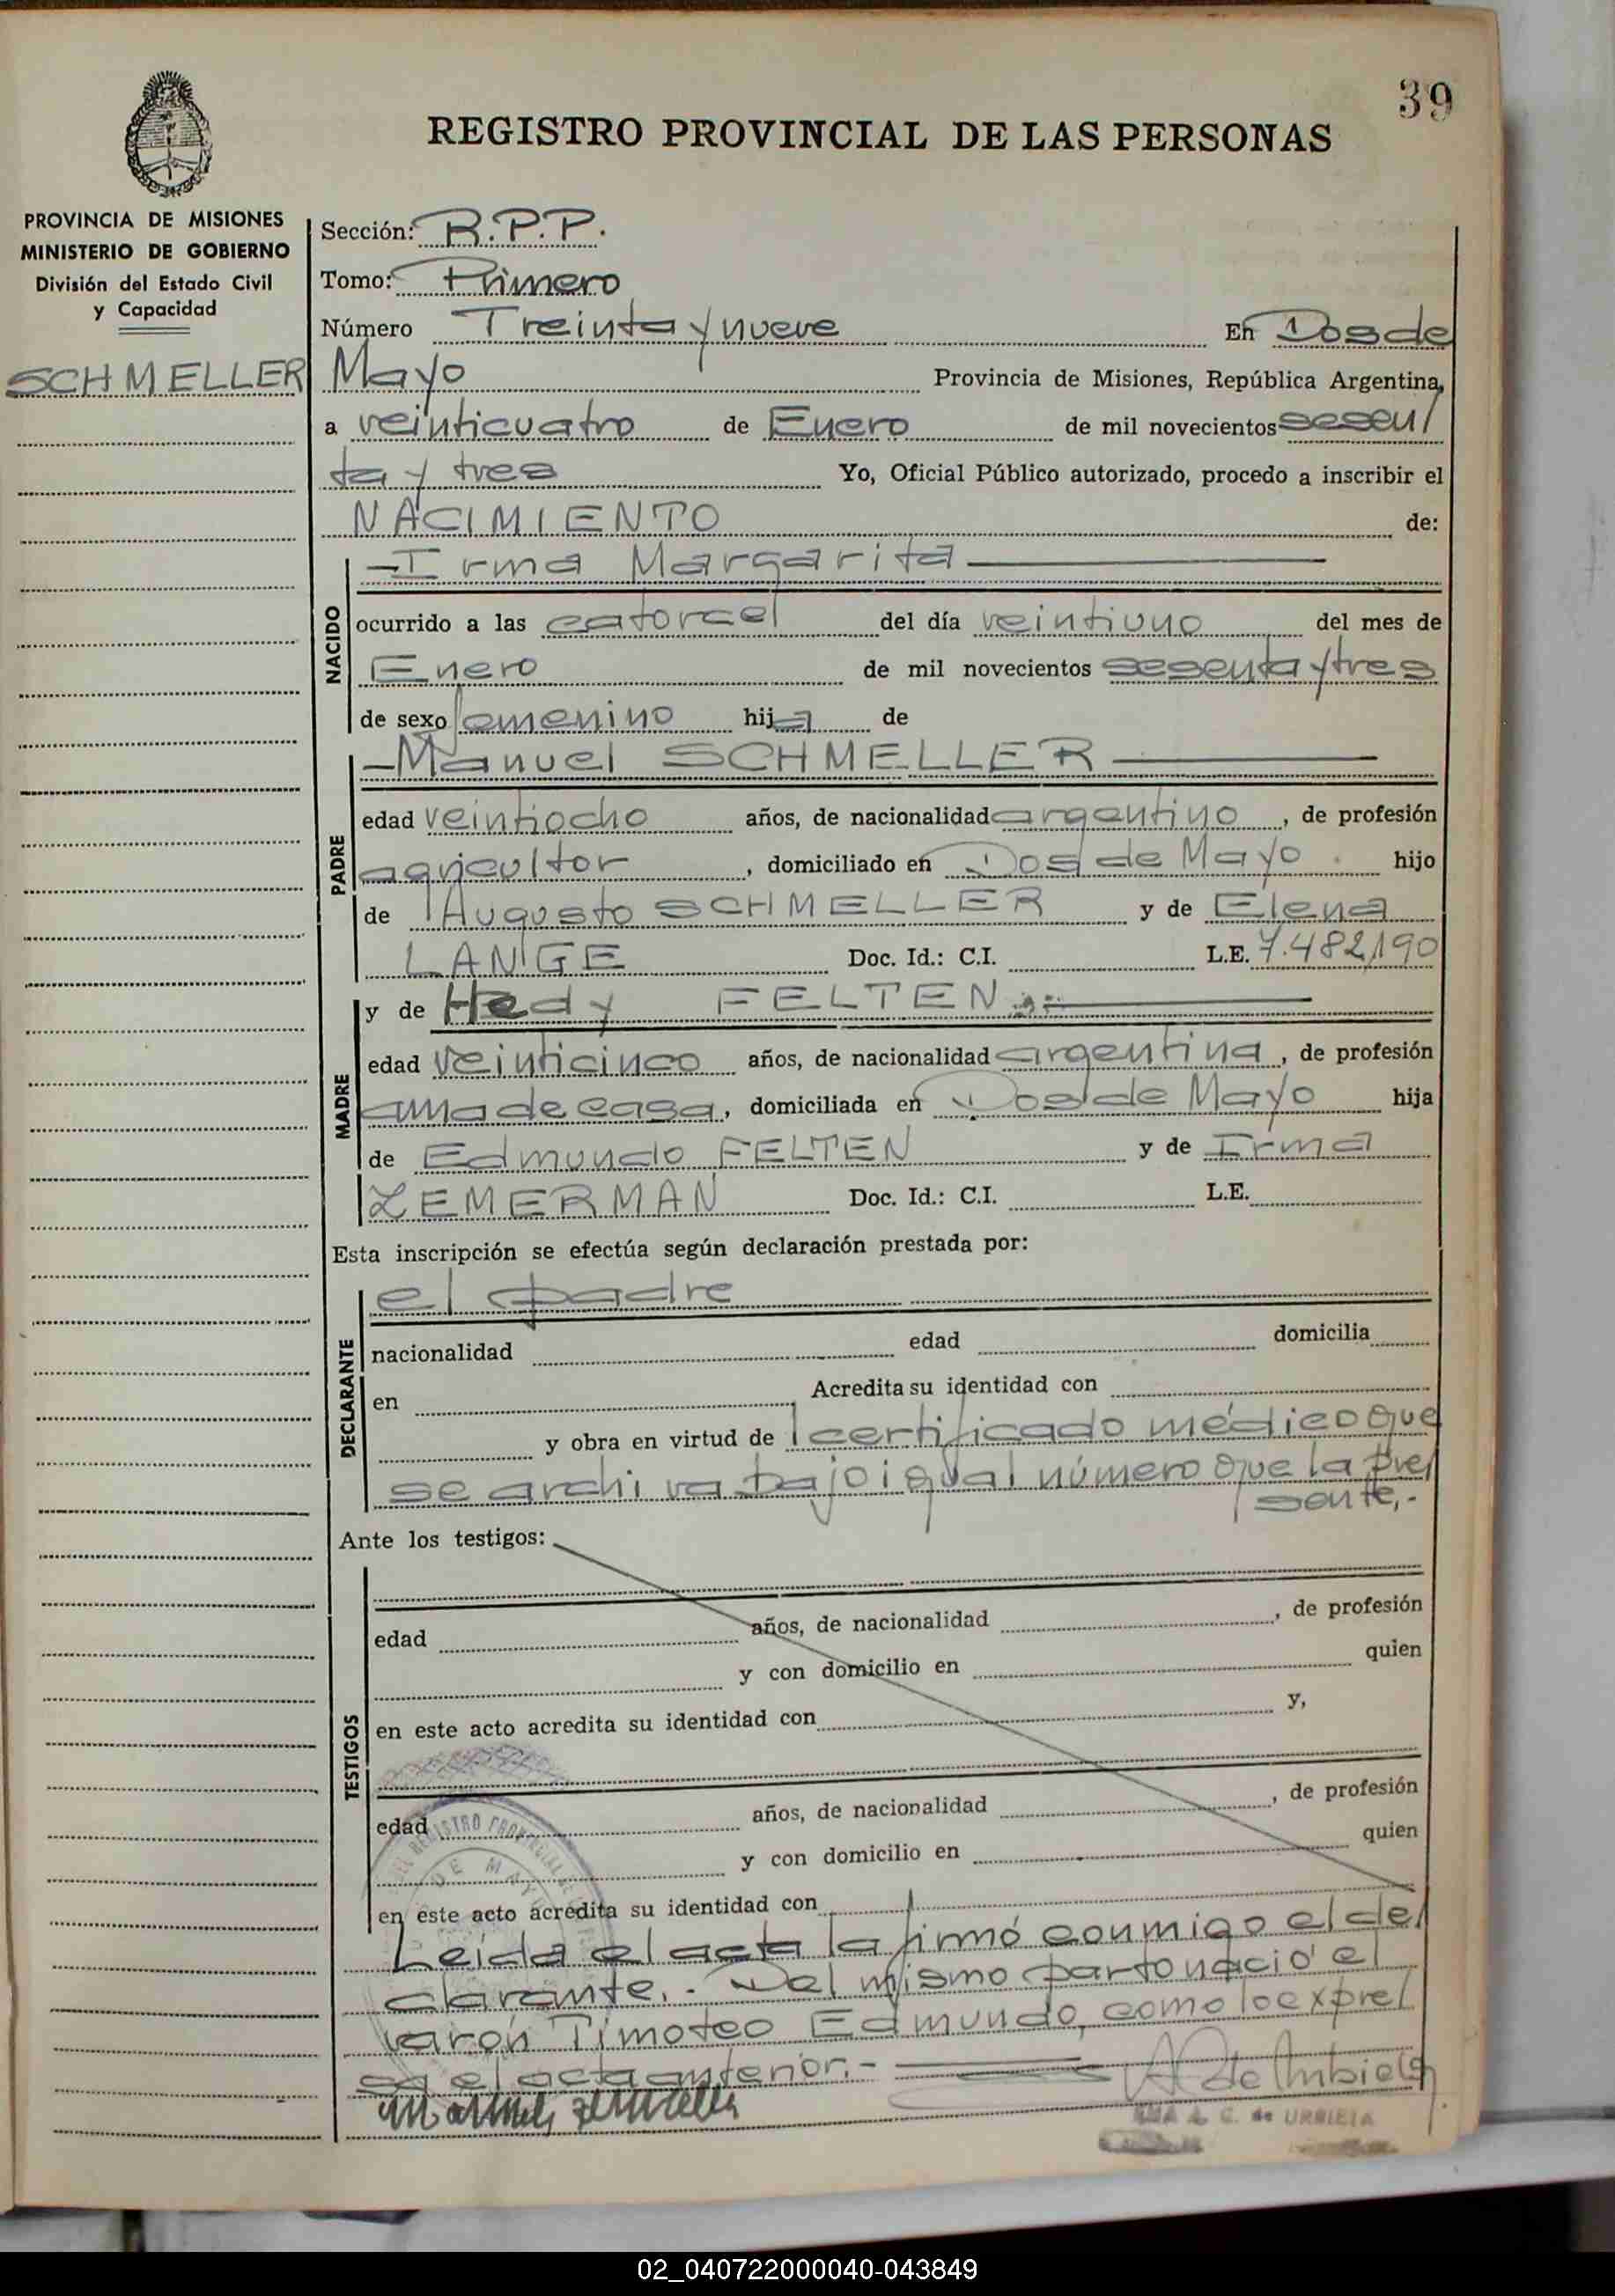 39
REGISTRO PROVINCIAL DE LAS PERSONAS
PROVINCIA DE MISIONES
MINISTERIO DE GOBIERNO
División del Estado Civil
y Capacidad
SCHMELLER
Sección: R.P.P.
Tomo: Primero
Número Treinta y nueve En Dos de
Mayo Provincia de Misiones, República Argentina,
a veinticuatro de Enero de mil novecientos sesen/
ta y tres Yo, Oficial Público autorizado, procedo a inscribir el
NACIMIENTO de:
NACIDO
—Irma Margarita—
ocurrido a las catorce/ del día veintiuno del mes de
Enero de mil novecientos sesenta y tres
de sexo femenino hija de
PADRE
—Manuel SCHMELLER—
edad veintiocho años, de nacionalidad argentino, de profesión
agricultor, domiciliado en Dos de Mayo hijo
de Augusto SCHMELLER y de Elena
LANGE Doc. Id.: C.I. L.E. 7.482,190
MADRE
y de Hedy FELTEN.-
edad veinticinco años, de nacionalidad argentina, de profesión
ama de casa, domiciliada en Dos de Mayo hija
de Edmundo FELTEN y de Irma
ZEMERMAN Doc. Id.: C.I. L.E.
Esta inscripción se efectúa según declaración prestada por:
DECLARANTE
el padre
nacionalidad edad domicilia
en Acredita su identidad con
y obra en virtud de certificado médico que
se archiva bajo igual número que la pre/
sente,.-
Ante los testigos:
TESTIGOS
edad años, de nacionalidad , de profesión
y con domicilio en quien
en este acto acredita su identidad con y,
edad años, de nacionalidad , de profesión
y con domicilio en quien
en este acto acredita su identidad con
Leída el acta la firmó conmigo el de/
clarante.- Del mismo parto nació el
varón Timoteo Edmundo, como lo expre/
sa el acta anterior.-
C. de URBIETA
02_040722000040-043849